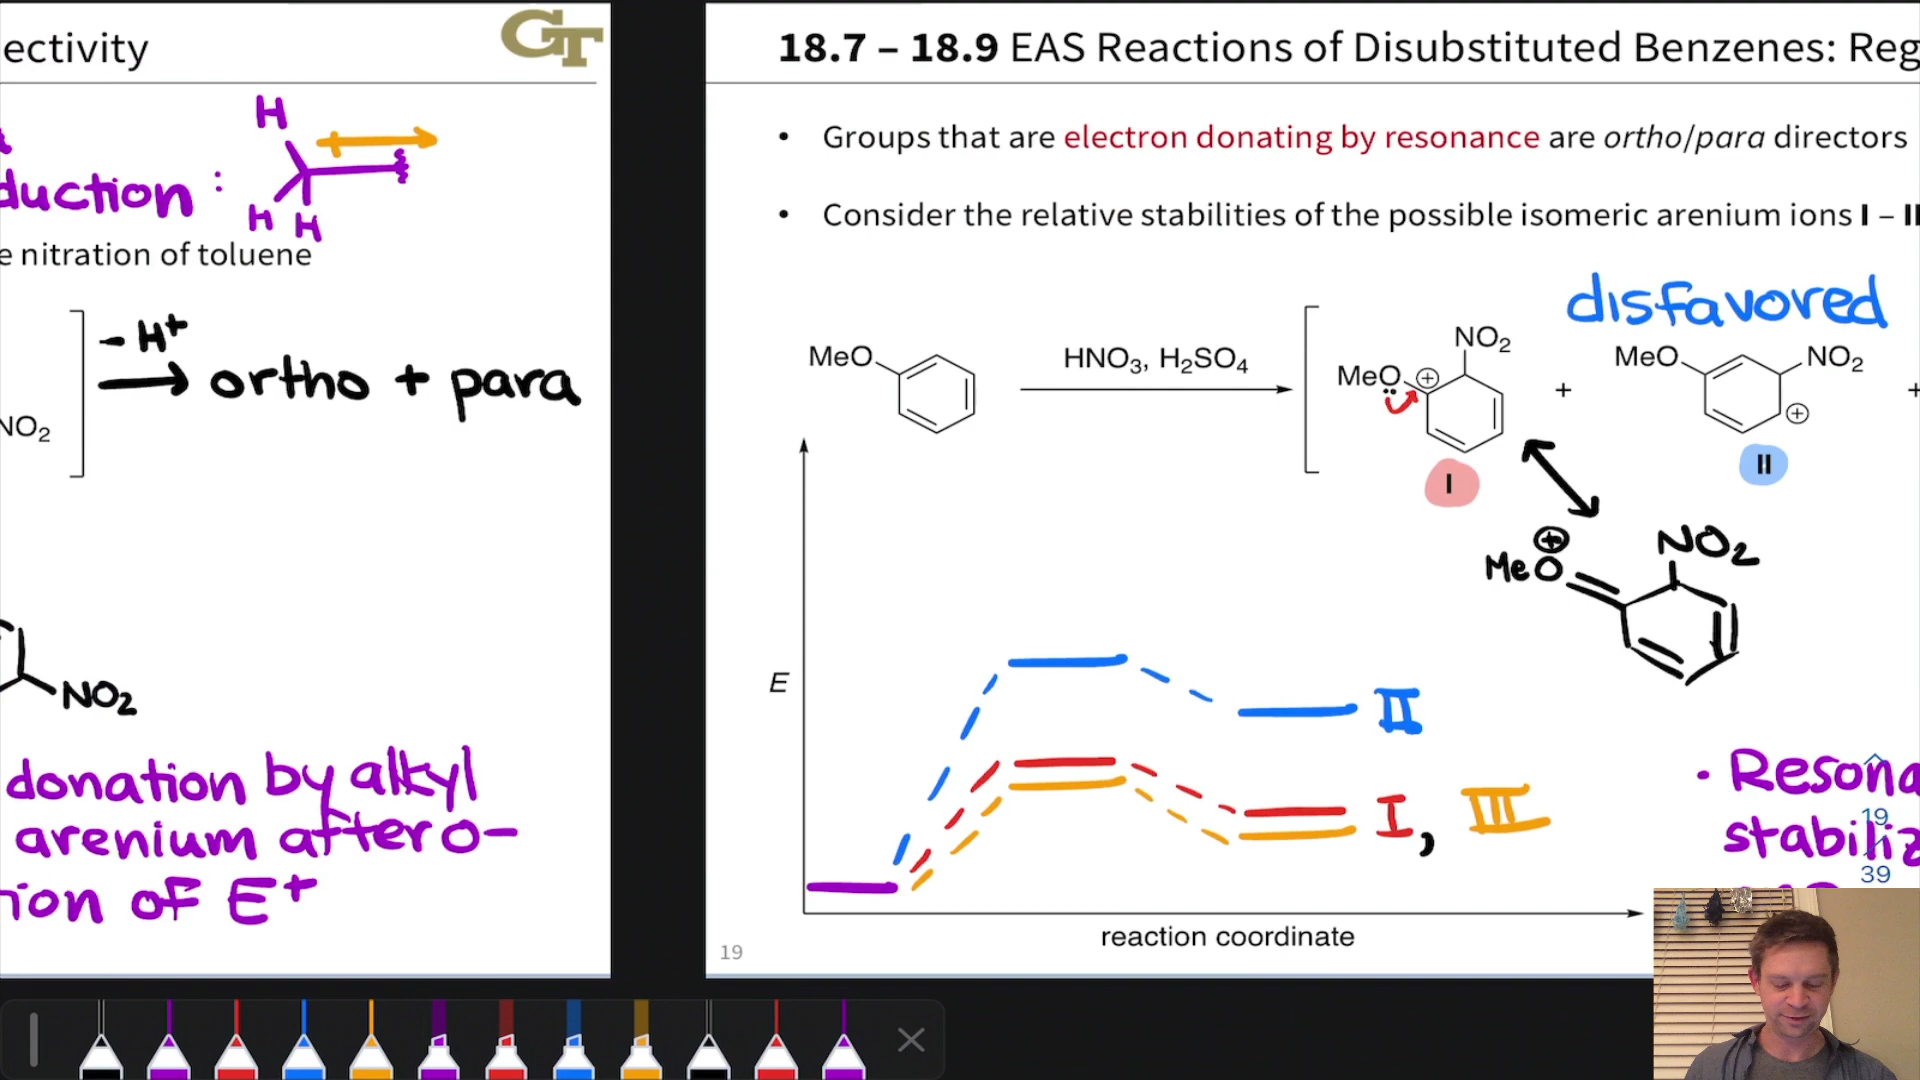 ectivity
GT
H
duction :
H H
e nitration of toluene
- H+
ortho + para
NO2
NO2
donation by alkyl
arenium after o-
ion of E+
18.7 – 18.9 EAS Reactions of Disubstituted Benzenes: Reg
• Groups that are electron donating by resonance are ortho/para directors
• Consider the relative stabilities of the possible isomeric arenium ions I – II
disfavored
MeO
HNO3, H2SO4
MeO ⊕ NO2
+
MeO NO2 ⊕
+
I
II
MeO ⊕ NO2
E
II
I, III
reaction coordinate
· Resona
stabiliz
19
39
19